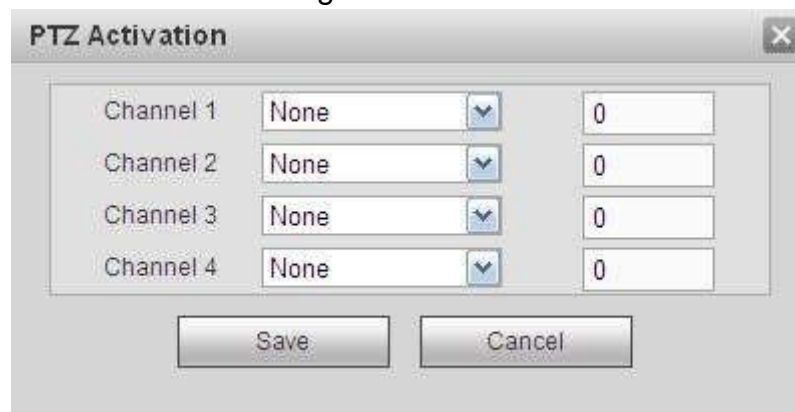 PTZ Activation
Channel 1 None 0
Channel 2 None 0
Channel 3 None 0
Channel 4 None 0
Save Cancel